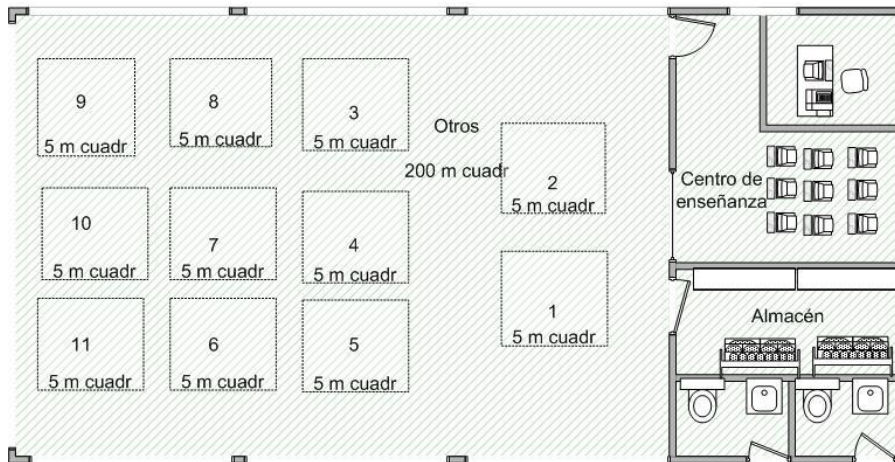 9
5 m cuadr
8
5 m cuadr
3
5 m cuadr
Otros
200 m cuadr
2
5 m cuadr
Centro de
enseñanza
10
5 m cuadr
7
5 m cuadr
4
5 m cuadr
1
5 m cuadr
Almacén
11
5 m cuadr
6
5 m cuadr
5
5 m cuadr